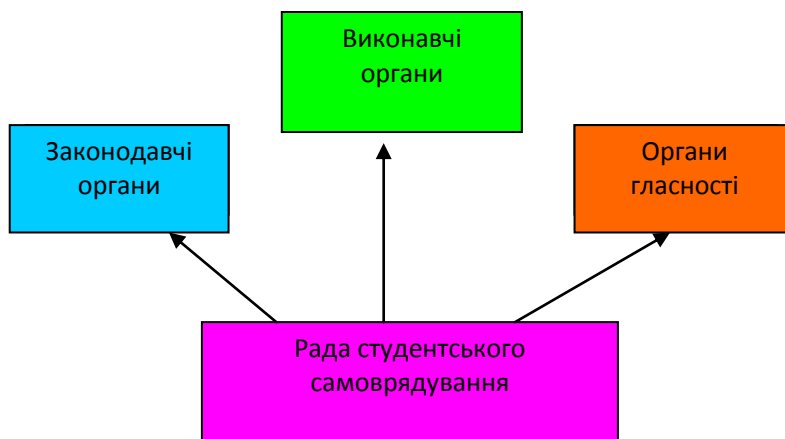 Виконавчі
органи
Законодавчі
органи
Органи
гласності
Рада студентського
самоврядування